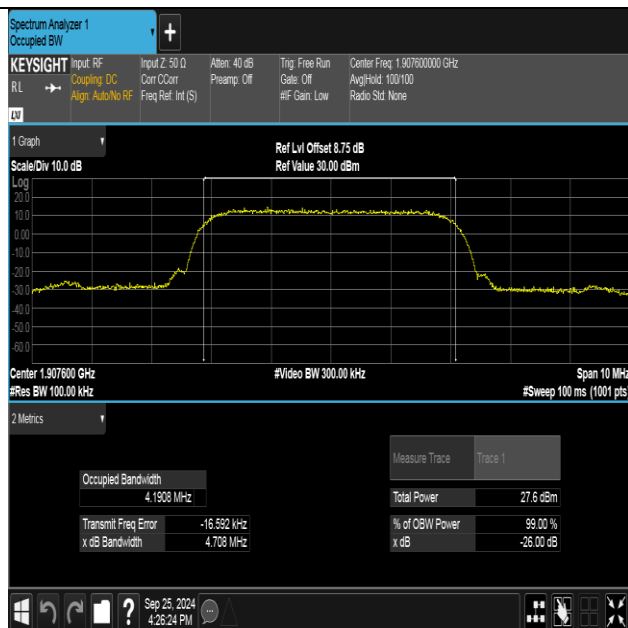 Spectrum Analyzer 1
Occupied BW
+
KEYSIGHT Input: RF Input Z: 50 Ω Atten: 40 dB Trig: Free Run Center Freq: 1.907600000 GHz
RL Coupling: DC Corr CCorr Preamp: Off Gate: Off Avg|Hold: 100/100
Align: Auto/No RF Freq Ref: Int (S) #IF Gain: Low Radio Std: None
LXI
1 Graph
Ref Lvl Offset 8.75 dB
Scale/Div 10.0 dB Ref Value 30.00 dBm
Log
20.0
10.0
0.00
-10.0
-20.0
-30.0
-40.0
-50.0
-60.0
Center 1.907600 GHz #Video BW 300.00 kHz Span 10 MHz
#Res BW 100.00 kHz #Sweep 100 ms (1001 pts)
2 Metrics
Measure Trace Trace 1
Occupied Bandwidth
4.1908 MHz Total Power 27.6 dBm
Transmit Freq Error -16.592 kHz % of OBW Power 99.00 %
x dB Bandwidth 4.708 MHz x dB -26.00 dB
? Sep 25, 2024
4:26:24 PM